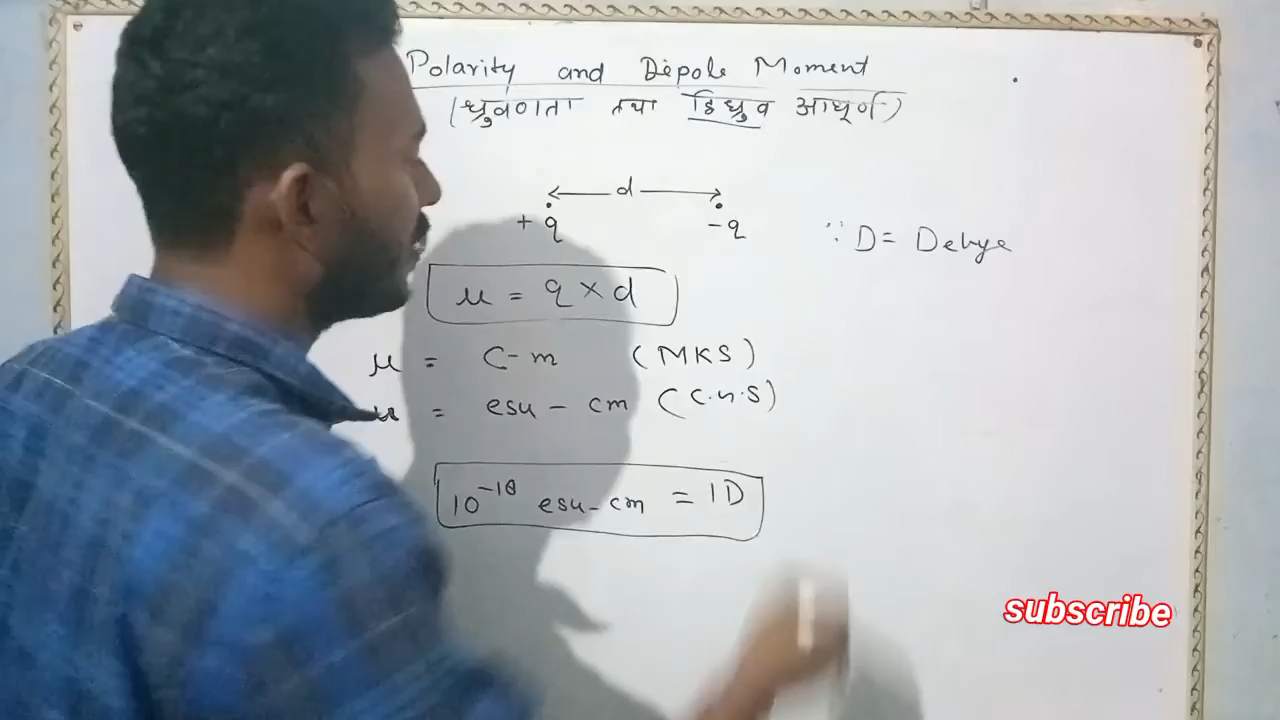 Polarity and Dipole Moment
(ध्रुवणता तथा द्विध्रुव आघूर्ण)
d
+q -q
∵ D = Debye
μ = q × d
μ = C-m (MKS)
μ = esu - cm (C.G.S)
10⁻¹⁸ esu-cm = 1D
subscribe